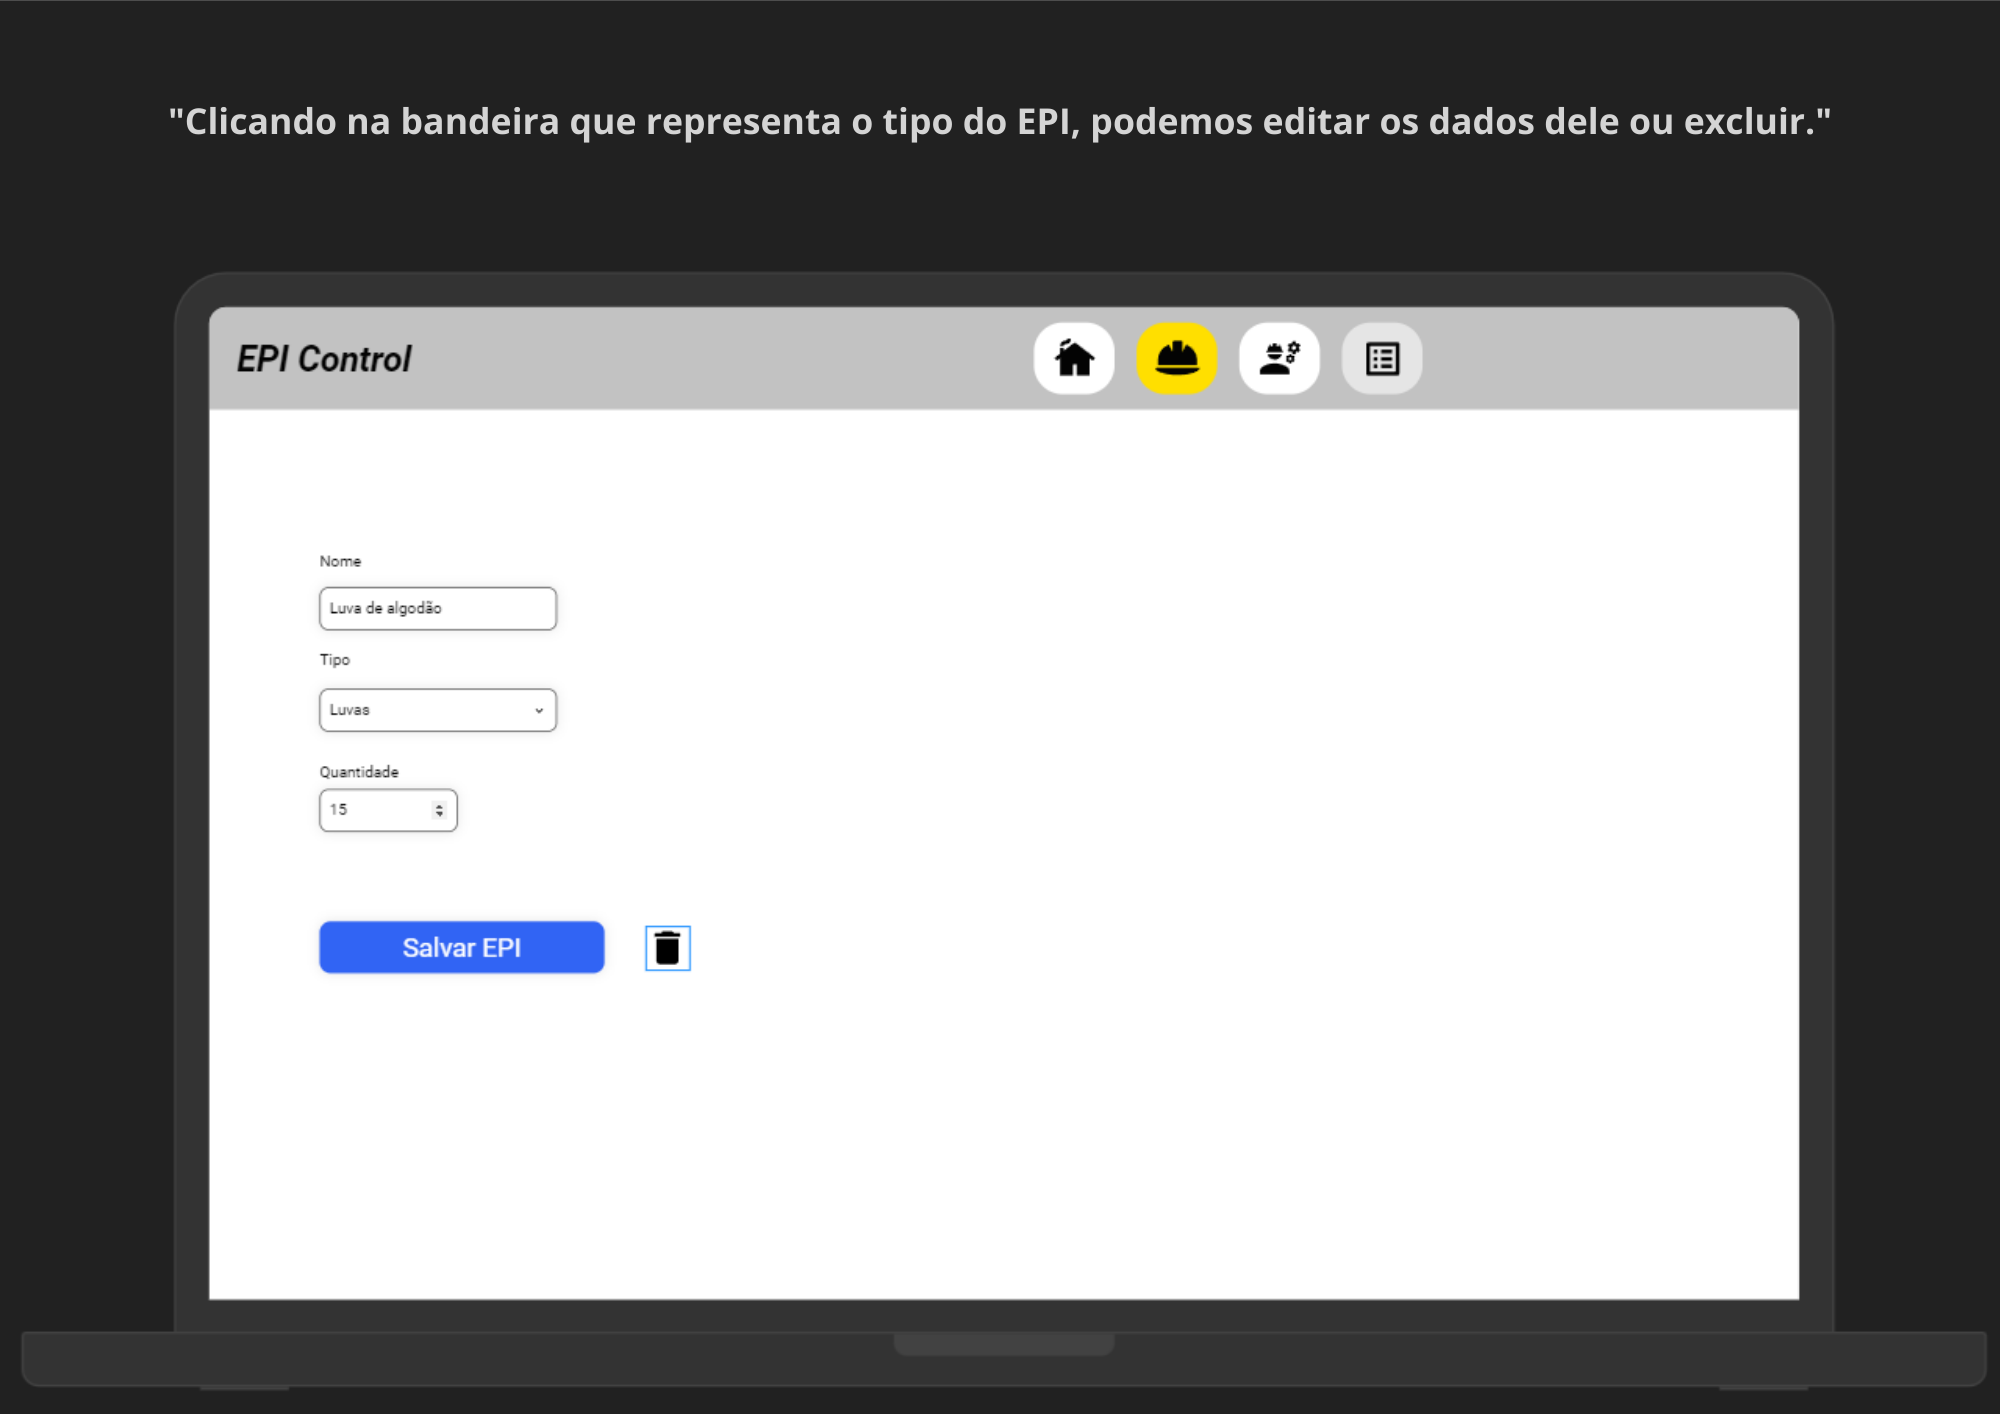 "Clicando na bandeira que representa o tipo do EPI, podemos editar os dados dele ou excluir."
EPI Control
Nome
Luva de algodão
Tipo
Luvas
Quantidade
15
Salvar EPI